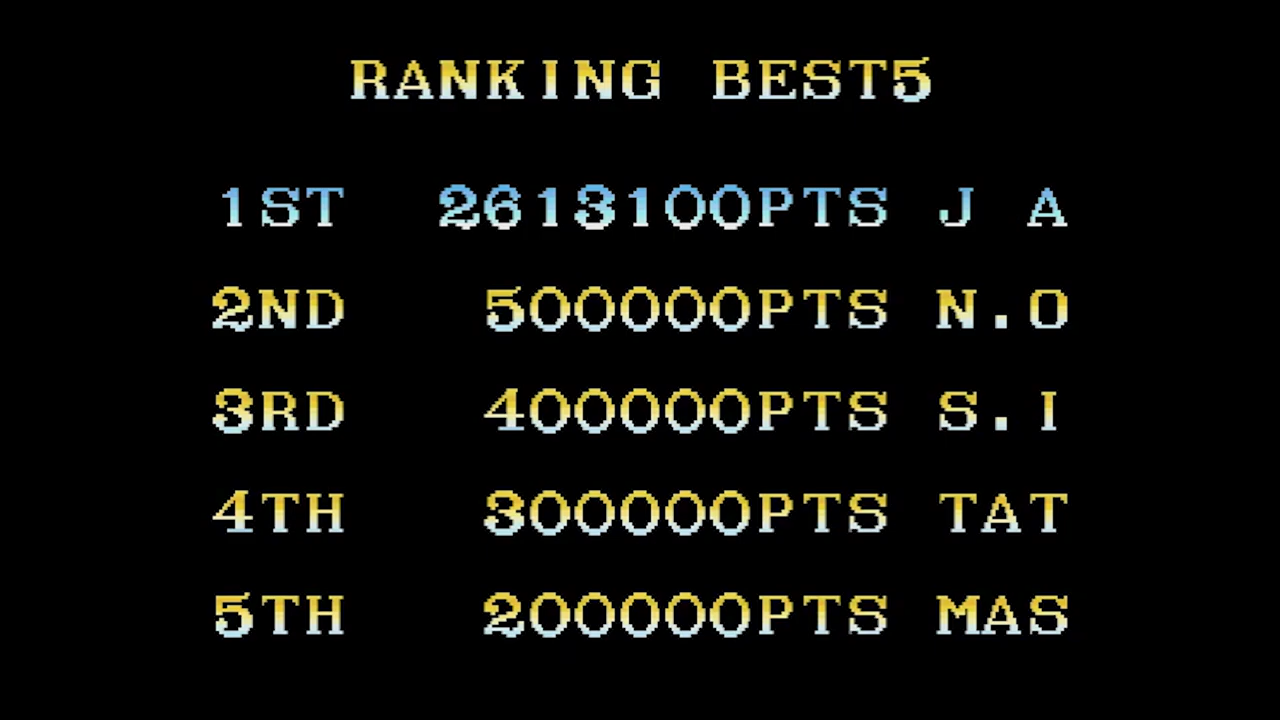 RANKING BEST5
1ST 2613100PTS J A
2ND 500000PTS N.O
3RD 400000PTS S.I
4TH 300000PTS TAT
5TH 200000PTS MAS